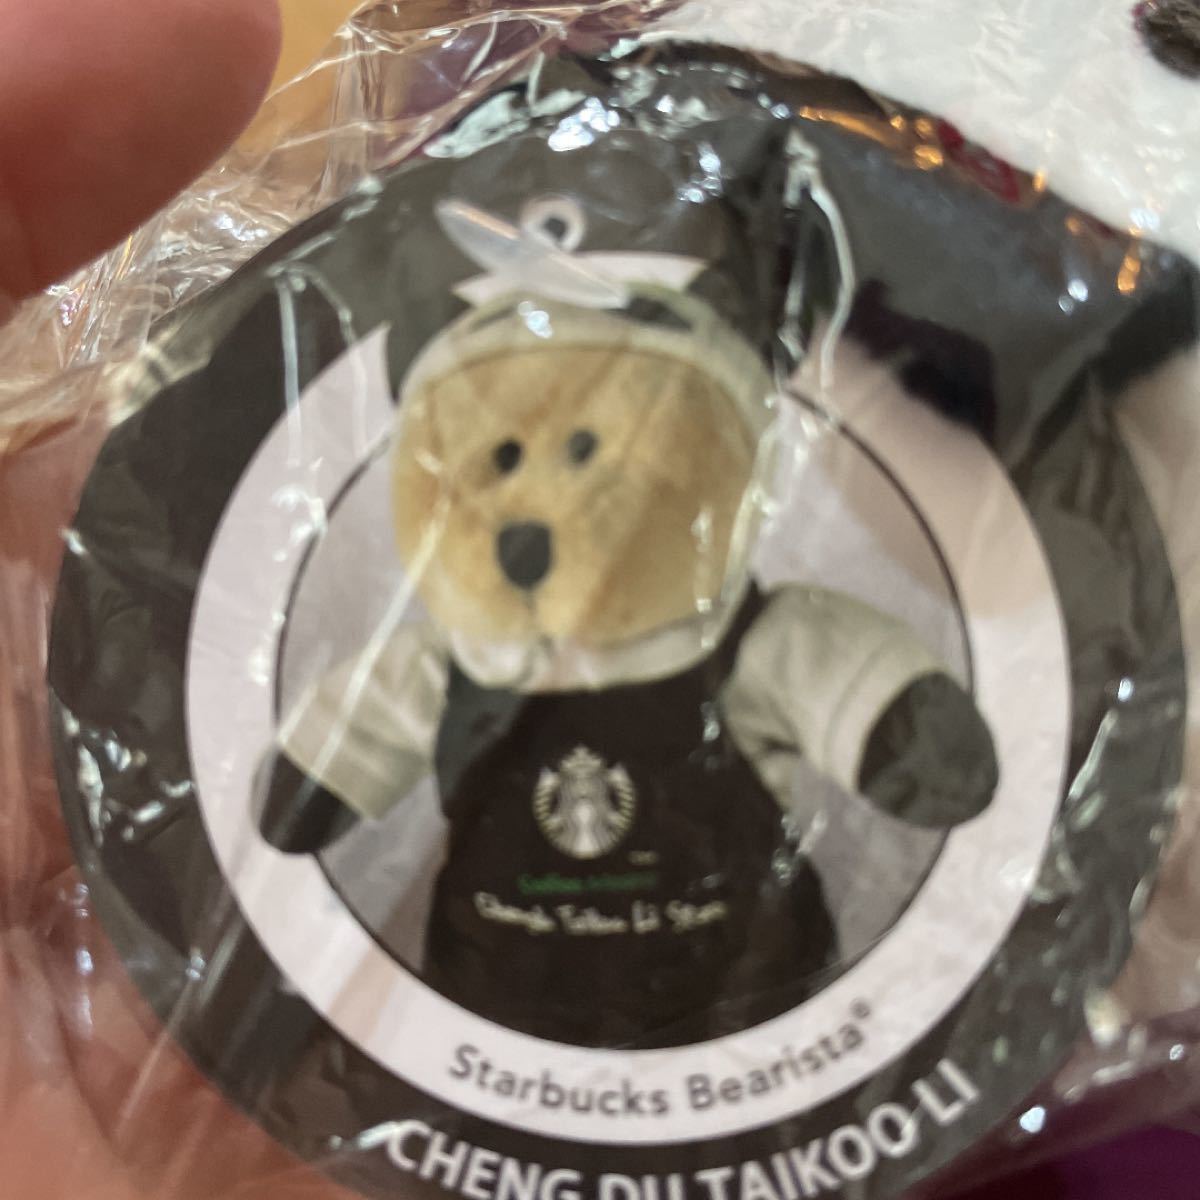 Chengdu Taikoo Li Store
Starbucks Bearista®
CHENG DU TAIKOO LI